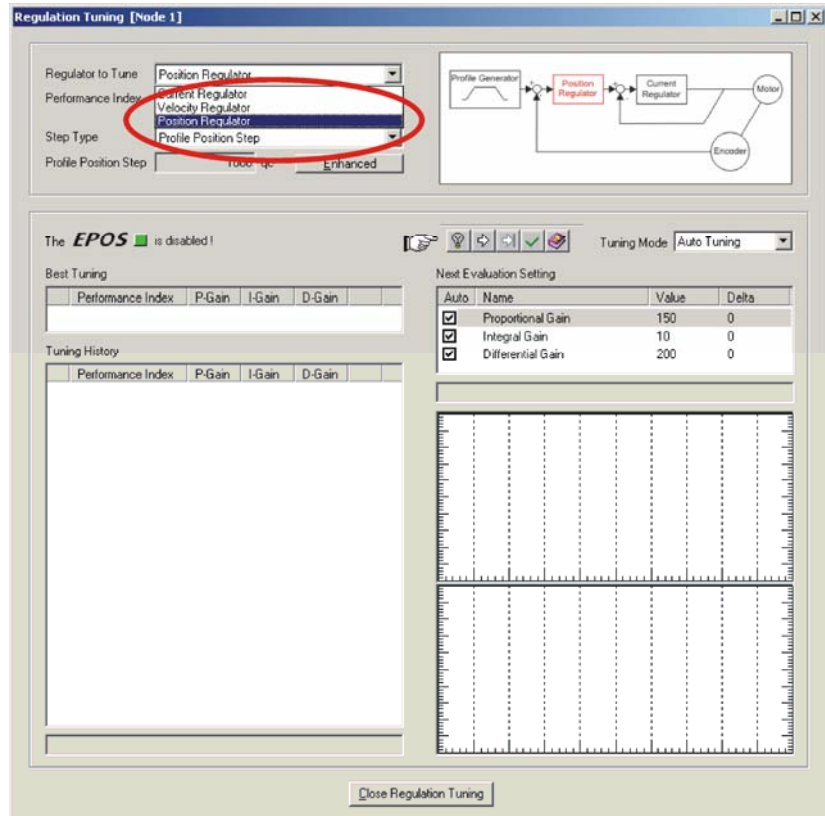 Regulation Tuning [Node 1]
Regulator to Tune Position Regulator
Performance Index
Current Regulator
Velocity Regulator
Position Regulator
Step Type Profile Position Step
Profile Position Step 1000 qc Enhanced
Profile Generator
Position Regulator
Current Regulator
Motor
Encoder
The EPOS is disabled !
Tuning Mode Auto Tuning
Best Tuning
Performance Index P-Gain I-Gain D-Gain
Tuning History
Performance Index P-Gain I-Gain D-Gain
Next Evaluation Setting
Auto Name Value Delta
Proportional Gain 150 0
Integral Gain 10 0
Differential Gain 200 0
Close Regulation Tuning